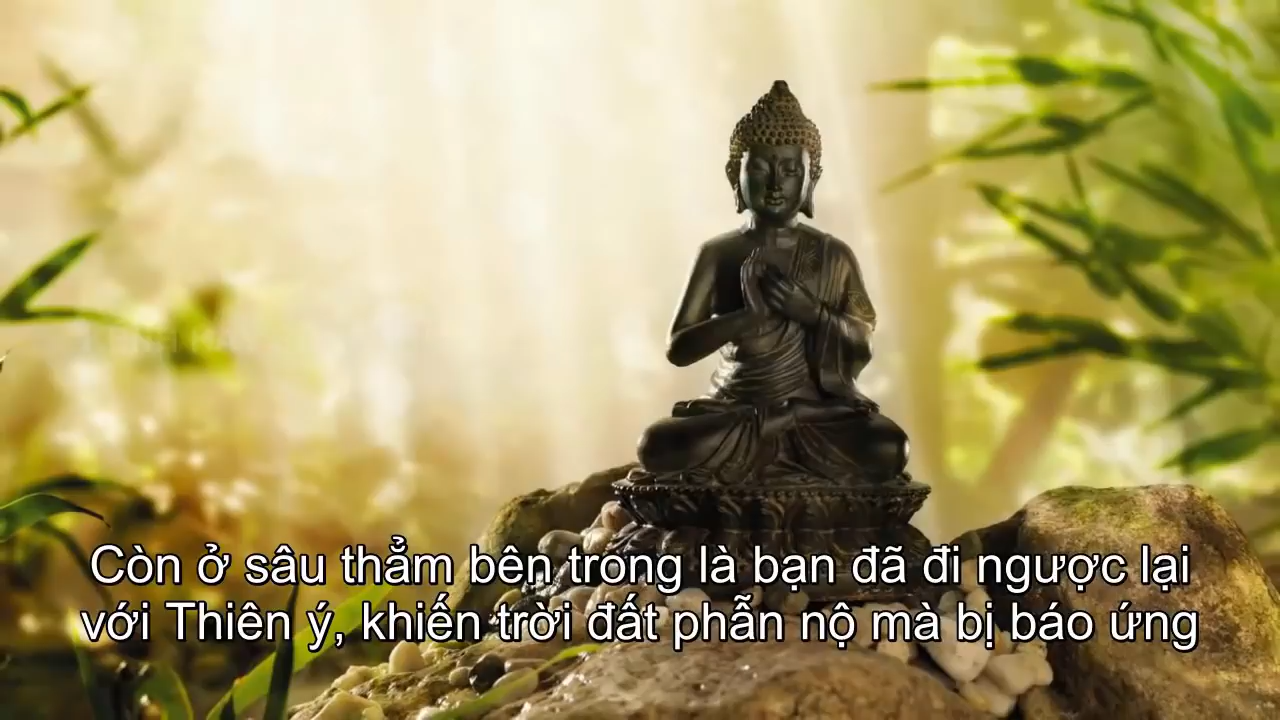 Còn ở sâu thẳm bên trong là bạn đã đi ngược lại
với Thiên ý, khiến trời đất phẫn nộ mà bị báo ứng